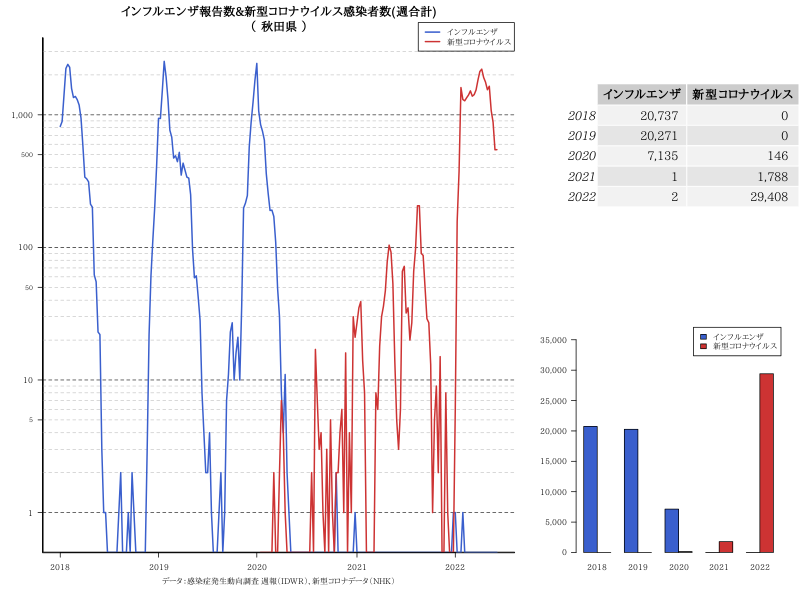 インフルエンザ報告数&新型コロナウイルス感染者数(週合計)
( 秋田県 )
インフルエンザ
新型コロナウイルス
1,000
500
100
60
10
5
1
2018 2019 2020 2021 2022
データ：感染症発生動向調査 週報(IDWR)、新型コロナデータ(NHK)
インフルエンザ 新型コロナウイルス
2018 20,737 0
2019 20,271 0
2020 7,135 146
2021 1 1,788
2022 2 29,408
インフルエンザ
新型コロナウイルス
35,000
30,000
25,000
20,000
15,000
10,000
5,000
0
2018 2019 2020 2021 2022